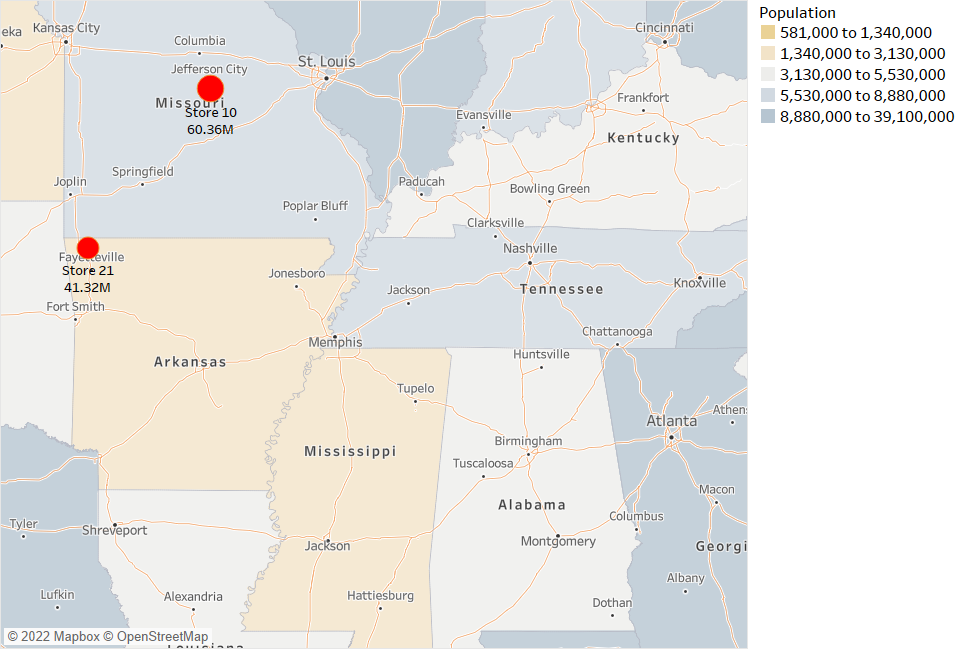 Population
581,000 to 1,340,000
1,340,000 to 3,130,000
3,130,000 to 5,530,000
5,530,000 to 8,880,000
8,880,000 to 39,100,000
eka
Kansas City
Columbia
Jefferson City
St. Louis
Cincinnati
Missouri
Store 10
60.36M
Evansville
Frankfort
Kentucky
Springfield
Joplin
Paducah
Bowling Green
Poplar Bluff
Clarksville
Nashville
Fayetteville
Store 21
41.32M
Jonesboro
Jackson
Tennessee
Knoxville
Fort Smith
Memphis
Chattanooga
Huntsville
Arkansas
Tupelo
Athens
Atlanta
Birmingham
Mississippi
Tuscaloosa
Macon
Alabama
Columbus
Tyler
Shreveport
Jackson
Montgomery
Georgi
Albany
Lufkin
Alexandria
Hattiesburg
Dothan
© 2022 Mapbox © OpenStreetMap
Louisiana